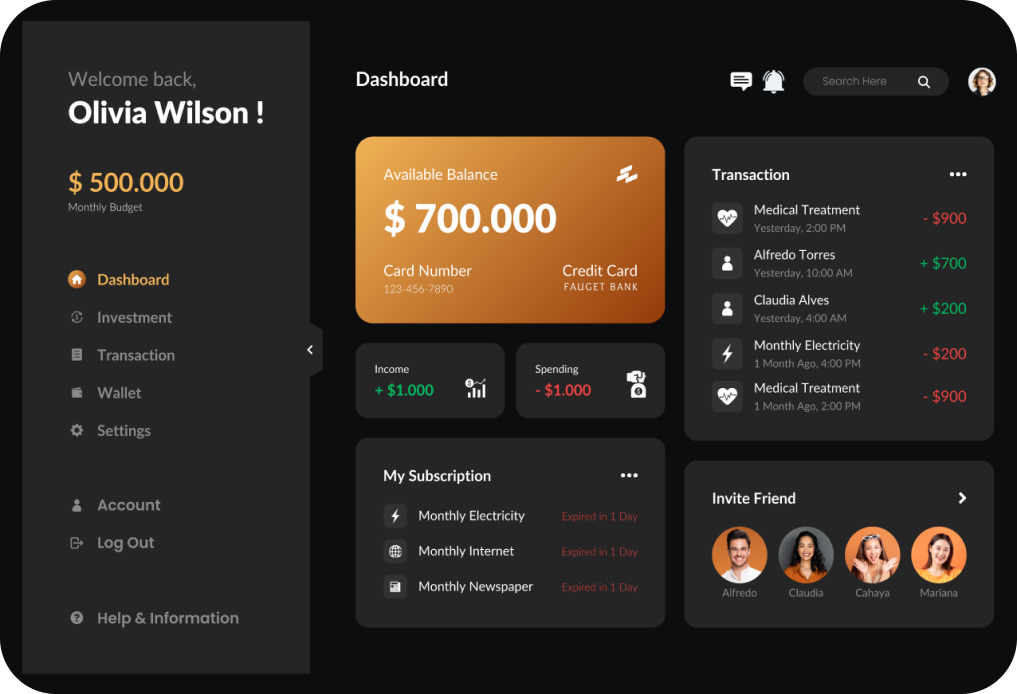 Welcome back,
Olivia Wilson !
$ 500.000
Monthly Budget
Dashboard
Investment
Transaction
Wallet
Settings
Account
Log Out
Help & Information
Dashboard
Search Here
Available Balance
$ 700.000
Card Number Credit Card
123-456-7890 FAUGET BANK
Income
+ $1.000
Spending
- $1.000
My Subscription
Monthly Electricity Expired in 1 Day
Monthly Internet Expired in 1 Day
Monthly Newspaper Expired in 1 Day
Transaction
Medical Treatment - $900
Yesterday, 2:00 PM
Alfredo Torres + $700
Yesterday, 10:00 AM
Claudia Alves + $200
Yesterday, 4:00 AM
Monthly Electricity - $200
1 Month Ago, 4:00 PM
Medical Treatment - $900
1 Month Ago, 2:00 PM
Invite Friend
Alfredo Claudia Cahaya Mariana